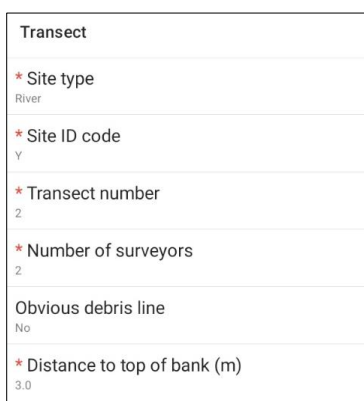 Transect
* Site type
River
* Site ID code
Y
* Transect number
2
* Number of surveyors
2
Obvious debris line
No
* Distance to top of bank (m)
3.0